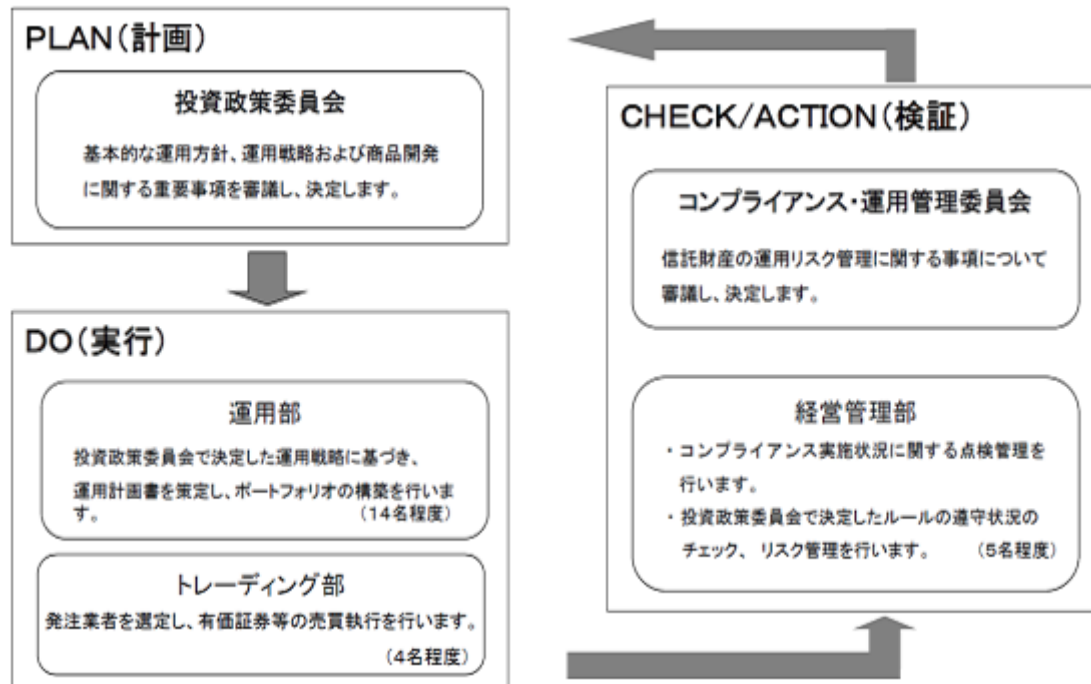 PLAN(計画)
投資政策委員会
基本的な運用方針、運用戦略および商品開発
に関する重要事項を審議し、決定します。
DO(実行)
運用部
投資政策委員会で決定した運用戦略に基づき、
運用計画書を策定し、ポートフォリオの構築を行いま
す。 (14名程度)
トレーディング部
発注業者を選定し、有価証券等の売買執行を行います。
(4名程度)
CHECK/ACTION(検証)
コンプライアンス・運用管理委員会
信託財産の運用リスク管理に関する事項について
審議し、決定します。
経営管理部
・コンプライアンス実施状況に関する点検管理を
行います。
・投資政策委員会で決定したルールの遵守状況の
チェック、 リスク管理を行います。 (5名程度)